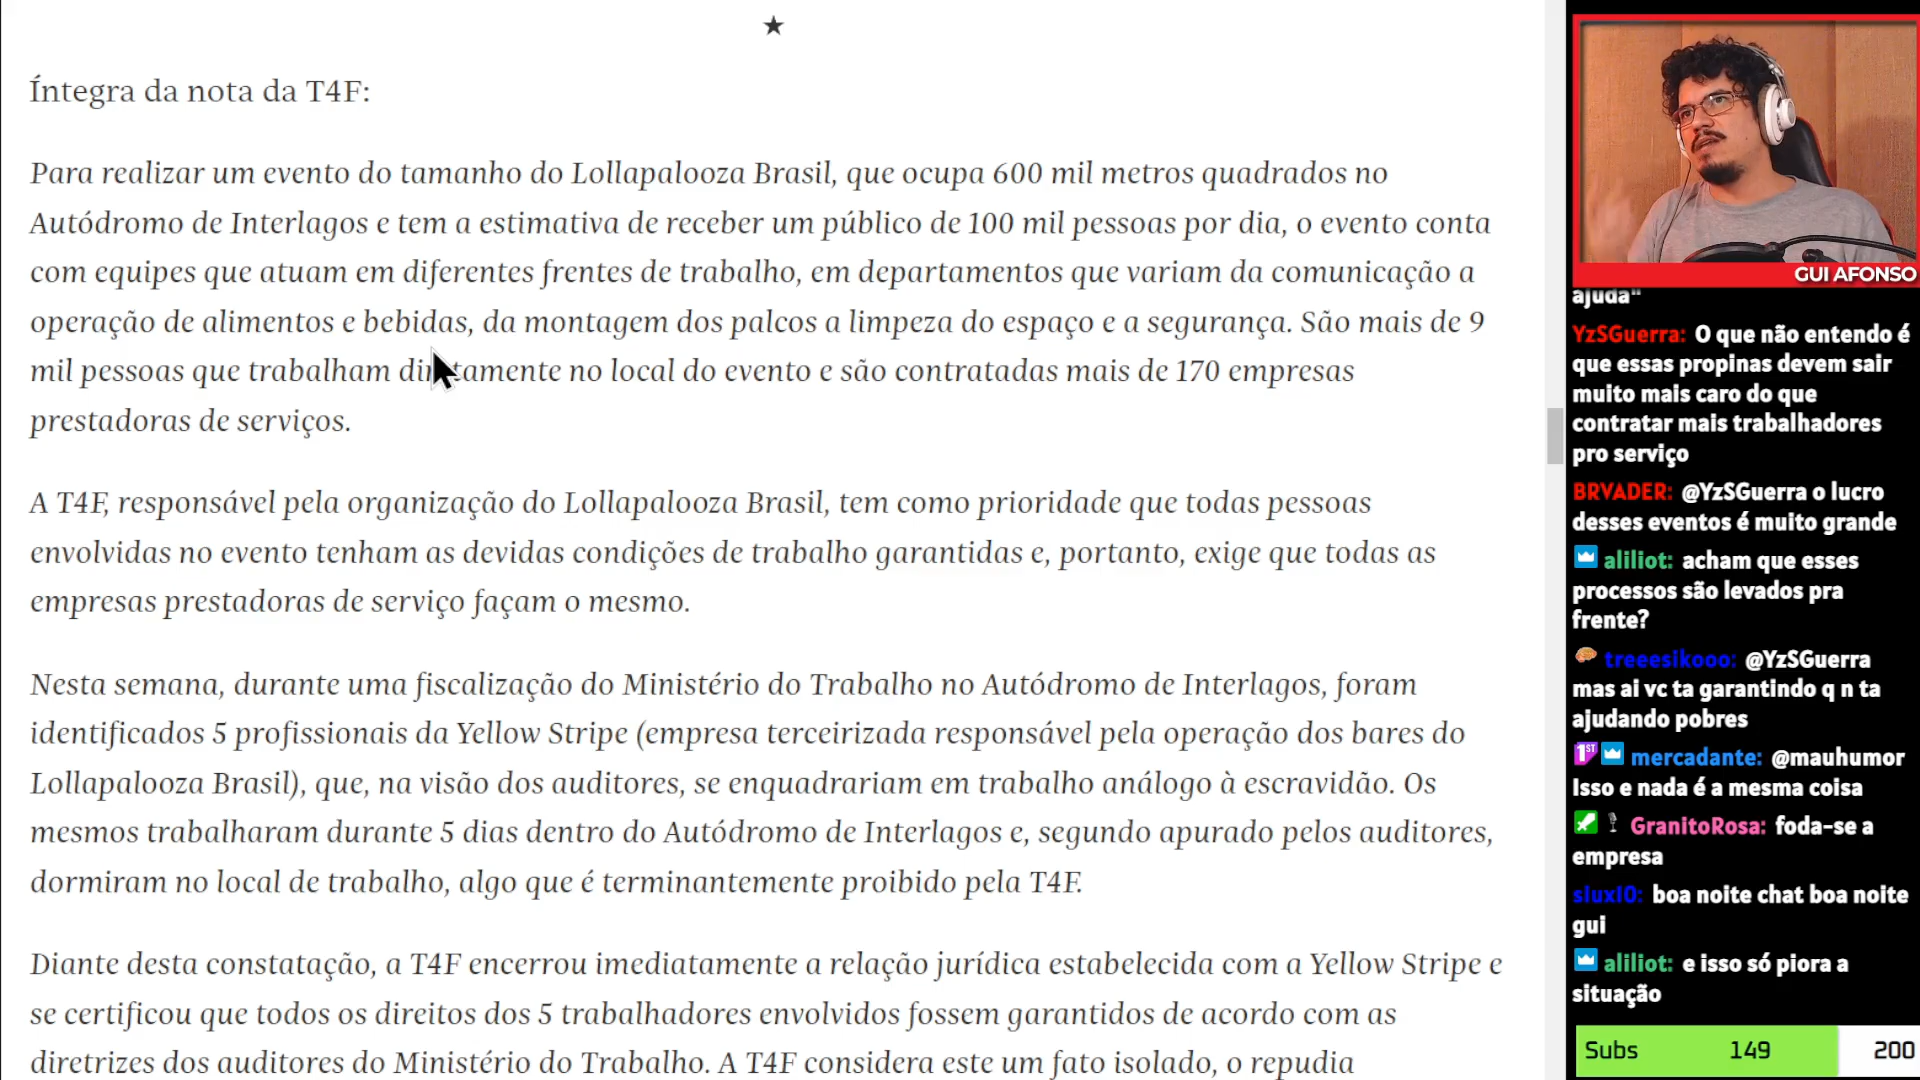 ★
Íntegra da nota da T4F:
Para realizar um evento do tamanho do Lollapalooza Brasil, que ocupa 600 mil metros quadrados no
Autódromo de Interlagos e tem a estimativa de receber um público de 100 mil pessoas por dia, o evento conta
com equipes que atuam em diferentes frentes de trabalho, em departamentos que variam da comunicação a
operação de alimentos e bebidas, da montagem dos palcos a limpeza do espaço e a segurança. São mais de 9
mil pessoas que trabalham diretamente no local do evento e são contratadas mais de 170 empresas
prestadoras de serviços.
A T4F, responsável pela organização do Lollapalooza Brasil, tem como prioridade que todas pessoas
envolvidas no evento tenham as devidas condições de trabalho garantidas e, portanto, exige que todas as
empresas prestadoras de serviço façam o mesmo.
Nesta semana, durante uma fiscalização do Ministério do Trabalho no Autódromo de Interlagos, foram
identificados 5 profissionais da Yellow Stripe (empresa terceirizada responsável pela operação dos bares do
Lollapalooza Brasil), que, na visão dos auditores, se enquadrariam em trabalho análogo à escravidão. Os
mesmos trabalharam durante 5 dias dentro do Autódromo de Interlagos e, segundo apurado pelos auditores,
dormiram no local de trabalho, algo que é terminantemente proibido pela T4F.
Diante desta constatação, a T4F encerrou imediatamente a relação jurídica estabelecida com a Yellow Stripe e
se certificou que todos os direitos dos 5 trabalhadores envolvidos fossem garantidos de acordo com as
diretrizes dos auditores do Ministério do Trabalho. A T4F considera este um fato isolado, o repudia
GUI AFONSO
ajuda"
YzSGuerra: O que não entendo é
que essas propinas devem sair
muito mais caro do que
contratar mais trabalhadores
pro serviço
BRVADER: @YzSGuerra o lucro
desses eventos é muito grande
aliliot: acham que esses
processos são levados pra
frente?
treeesikooo: @YzSGuerra
mas ai vc ta garantindo q n ta
ajudando pobres
1ST mercadante: @mauhumor
Isso e nada é a mesma coisa
GranitoRosa: foda-se a
empresa
slux10: boa noite chat boa noite
gui
aliliot: e isso só piora a
situação
Subs 149 200